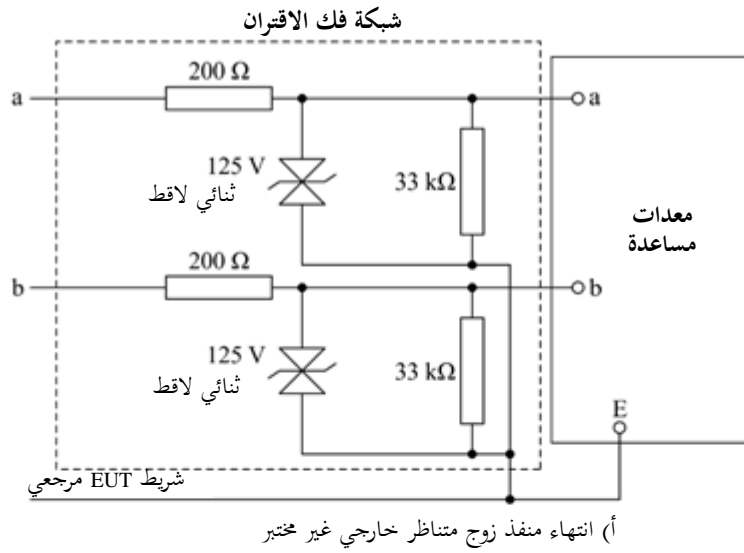 شبكة فك الاقتران
200 Ω
a
a
125 V
ثنائي لاقط
33 kΩ
معدات
مساعدة
200 Ω
b
b
125 V
ثنائي لاقط
33 kΩ
E
شريط EUT مرجعي
أ) انتهاء منفذ زوج متناظر خارجي غير مختبر